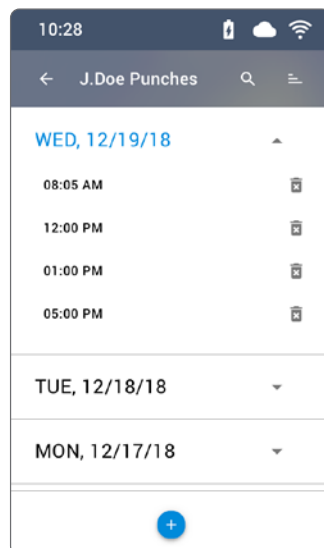 10:28
J.Doe Punches
WED, 12/19/18
08:05 AM
12:00 PM
01:00 PM
05:00 PM
TUE, 12/18/18
MON, 12/17/18